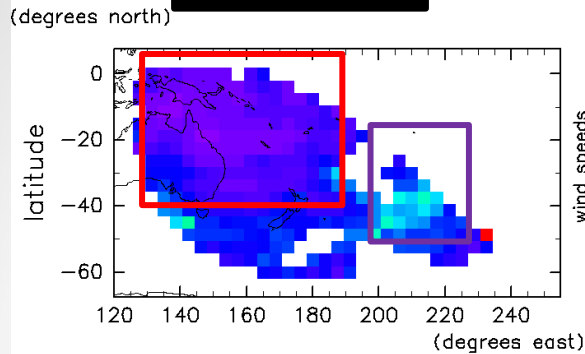 (degrees north)
latitude
0
−20
−40
−60
120 140 160 180 200 220 240
(degrees east)
wind speeds